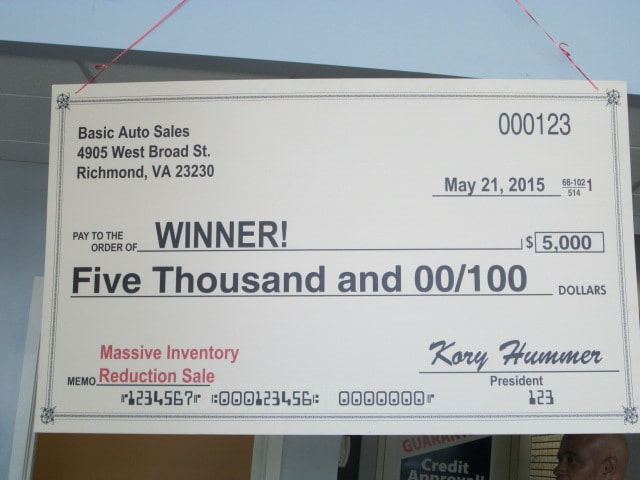 Basic Auto Sales
4905 West Broad St.
Richmond, VA 23230
000123
May 21, 2015
68-102 1
514
PAY TO THE
ORDER OF WINNER! $ 5,000
Five Thousand and 00/100 DOLLARS
Massive Inventory
MEMO Reduction Sale
Kory Hummer
President
⑈1234567⑈ ⑆000123456⑆ 0000000⑈ 123
GUARAN
Credit
Approval!